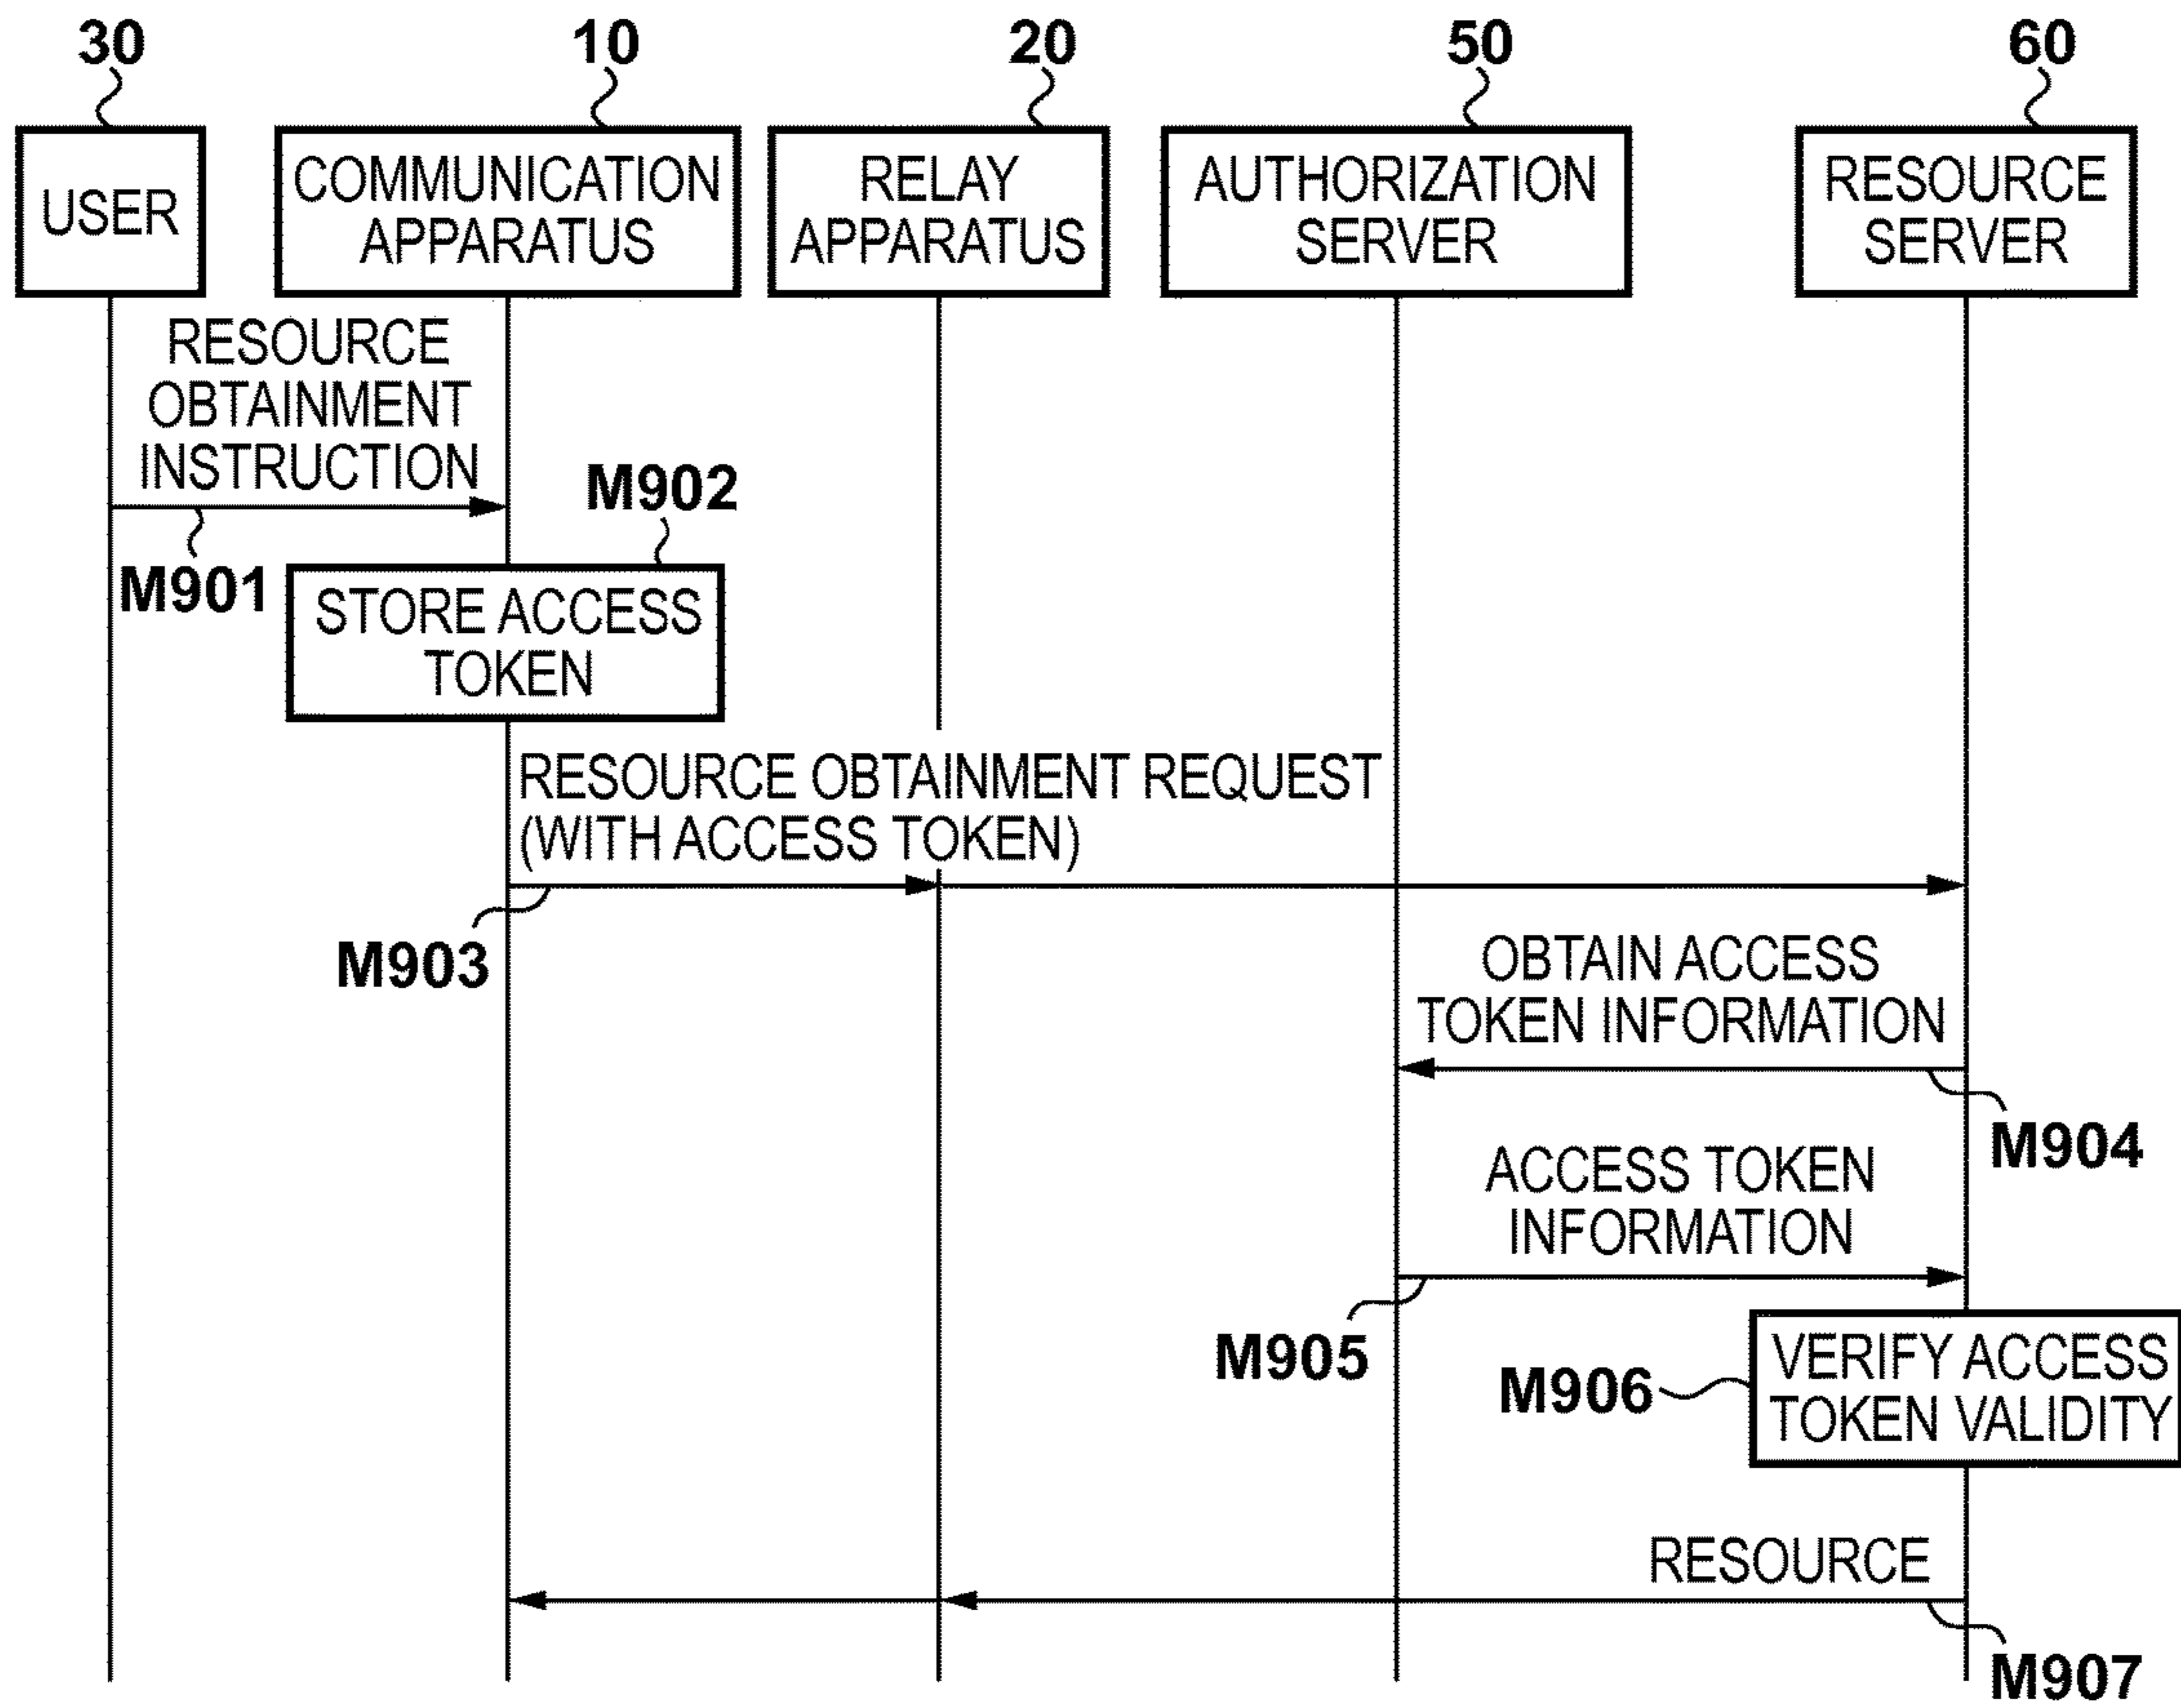 30
10
20
50
60
USER
COMMUNICATION
APPARATUS
RELAY
APPARATUS
AUTHORIZATION
SERVER
RESOURCE
SERVER
RESOURCE
OBTAINMENT
INSTRUCTION
M901
M902
STORE ACCESS
TOKEN
RESOURCE OBTAINMENT REQUEST
(WITH ACCESS TOKEN)
M903
OBTAIN ACCESS
TOKEN INFORMATION
M904
ACCESS TOKEN
INFORMATION
M905
M906
VERIFY ACCESS
TOKEN VALIDITY
RESOURCE
M907